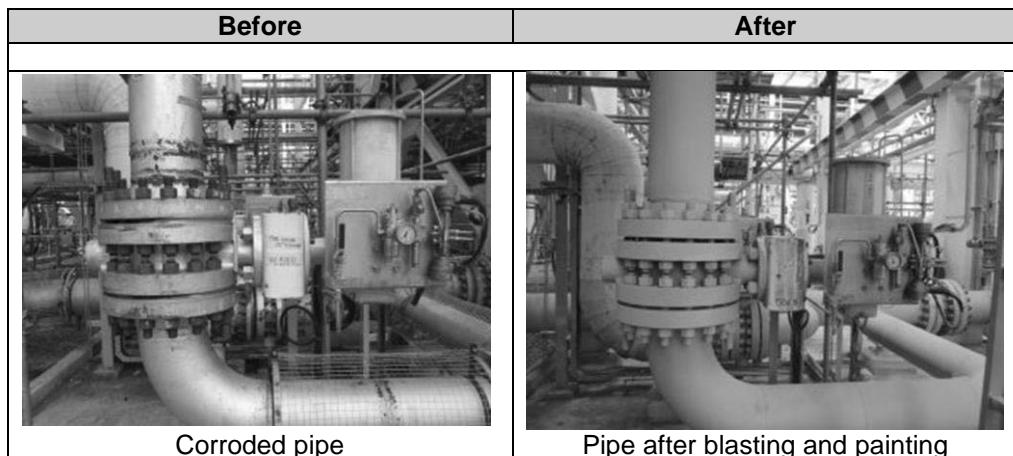 Before
After
Corroded pipe
Pipe after blasting and painting